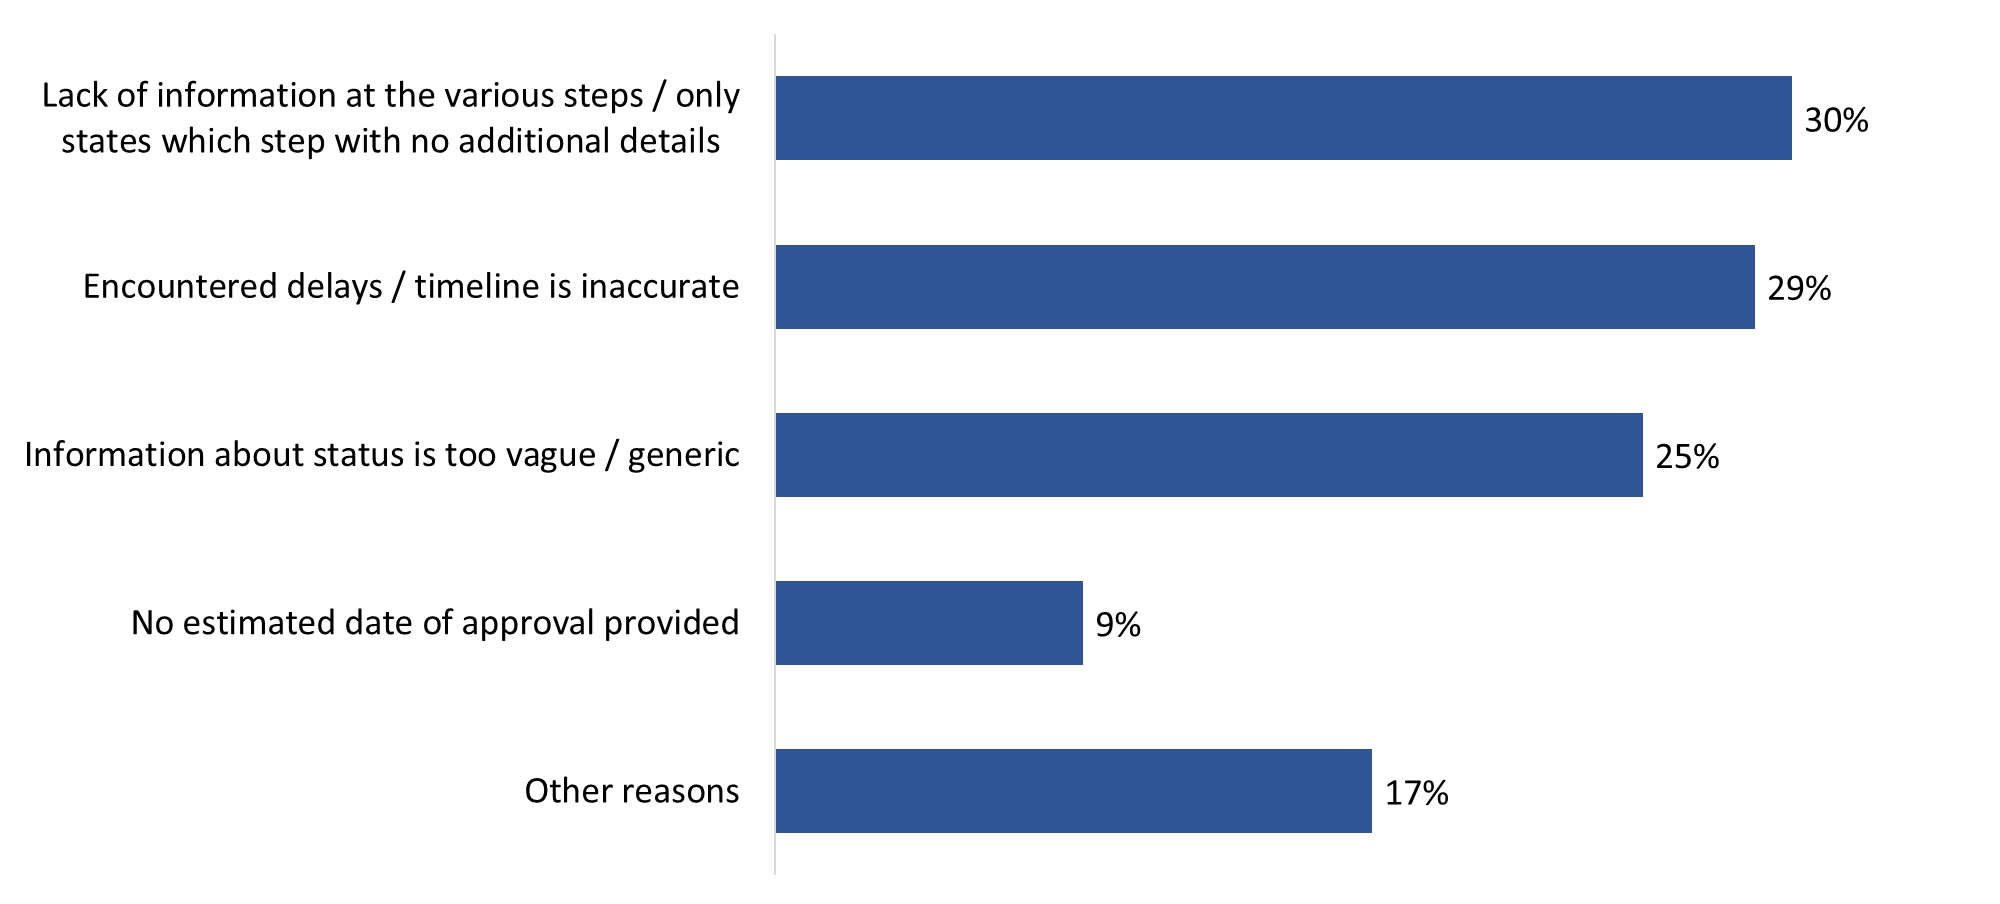 Lack of information at the various steps / only
states which step with no additional details
30%
Encountered delays / timeline is inaccurate
29%
Information about status is too vague / generic
25%
No estimated date of approval provided
9%
Other reasons
17%